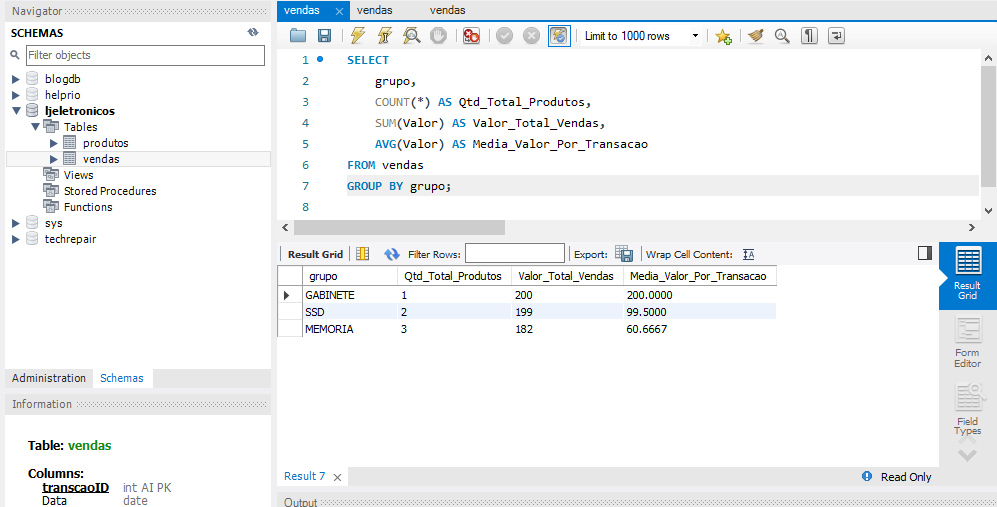 Navigator
SCHEMAS
Filter objects
blogdb
helprio
ljeletronicos
Tables
produtos
vendas
Views
Stored Procedures
Functions
sys
techrepair
Administration Schemas
Information
Table: vendas
Columns:
transcaoID int AI PK
Data date
vendas vendas vendas
Limit to 1000 rows
1 SELECT
2 grupo,
3 COUNT(*) AS Qtd_Total_Produtos,
4 SUM(Valor) AS Valor_Total_Vendas,
5 AVG(Valor) AS Media_Valor_Por_Transacao
6 FROM vendas
7 GROUP BY grupo;
8
Result Grid Filter Rows: Export: Wrap Cell Content:
grupo Qtd_Total_Produtos Valor_Total_Vendas Media_Valor_Por_Transacao
GABINETE 1 200 200.0000
SSD 2 199 99.5000
MEMORIA 3 182 60.6667
Result
Grid
Form
Editor
Field
Types
Result 7 Read Only
Output